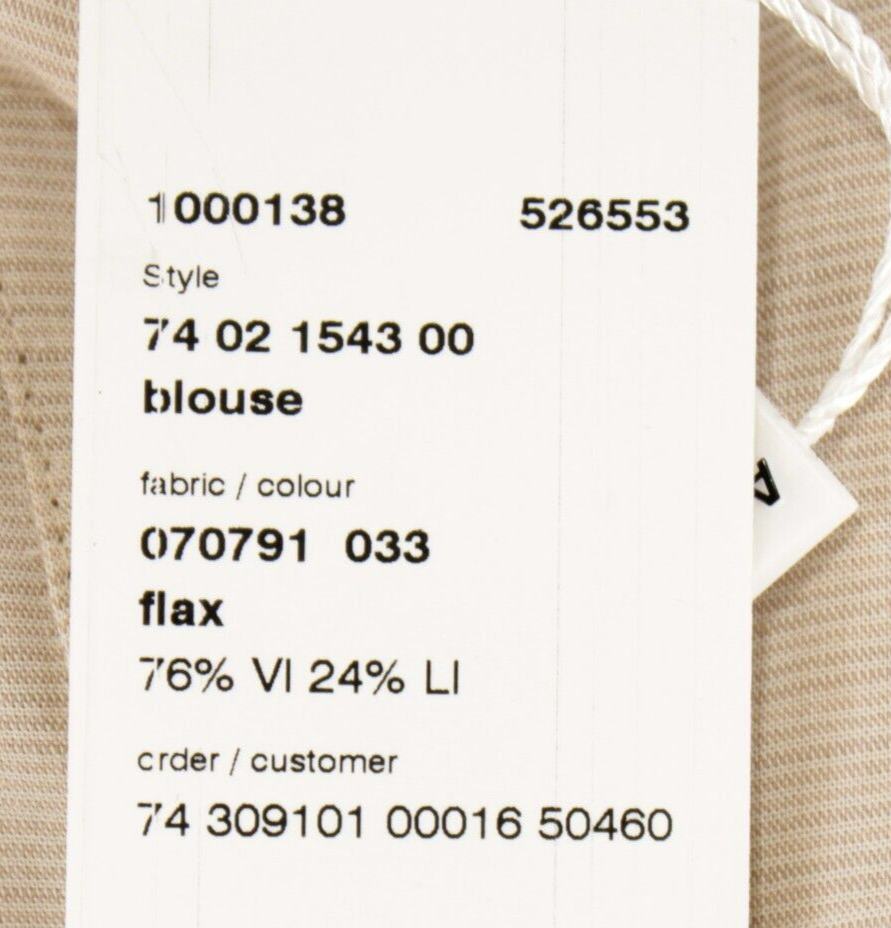 1000138 526553
Style
74 02 1543 00
blouse
fabric / colour
070791 033
flax
76% VI 24% LI
order / customer
74 309101 00016 50460
A